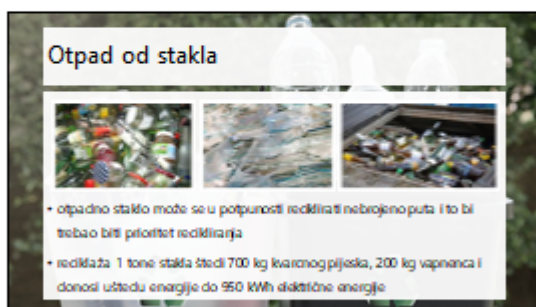 Otpad od stakla
• otpadno staklo može se u potpunosti reciklirati nebrojeno puta i to bi
trebao biti prioritet recikliranja
• reciklaža 1 tone stakla štedi 700 kg kvarcnog pijeska, 200 kg vapnenca i
donosi uštedu energije do 950 kWh električne energije